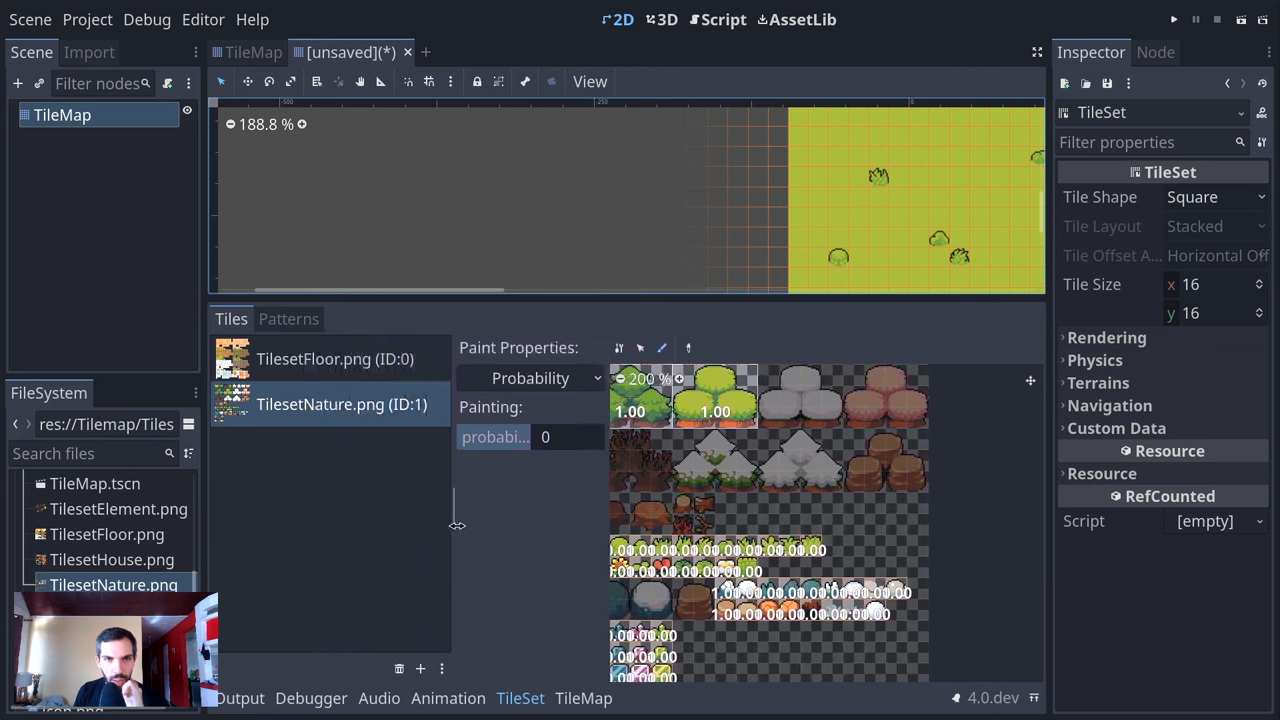 Scene Project Debug Editor Help
2D 3D Script AssetLib
Scene Import
TileMap [unsaved](*)
Inspector Node
Filter nodes
View
TileMap
188.8 %
-500 -250 0
TileSet
Filter properties
TileSet
Tile Shape Square
Tile Layout Stacked
Tile Offset A... Horizontal Off
Tile Size x 16
y 16
Rendering
Physics
Terrains
Navigation
Custom Data
Resource
Resource
RefCounted
Script [empty]
Tiles Patterns
TilesetFloor.png (ID:0)
TilesetNature.png (ID:1)
Paint Properties:
Probability
Painting:
probabi... 0
200 %
1.00 1.00
FileSystem
res://Tilemap/Tiles
Search files
TileMap.tscn
TilesetElement.png
TilesetFloor.png
TilesetHouse.png
TilesetNature.png
Output Debugger Audio Animation TileSet TileMap
4.0.dev